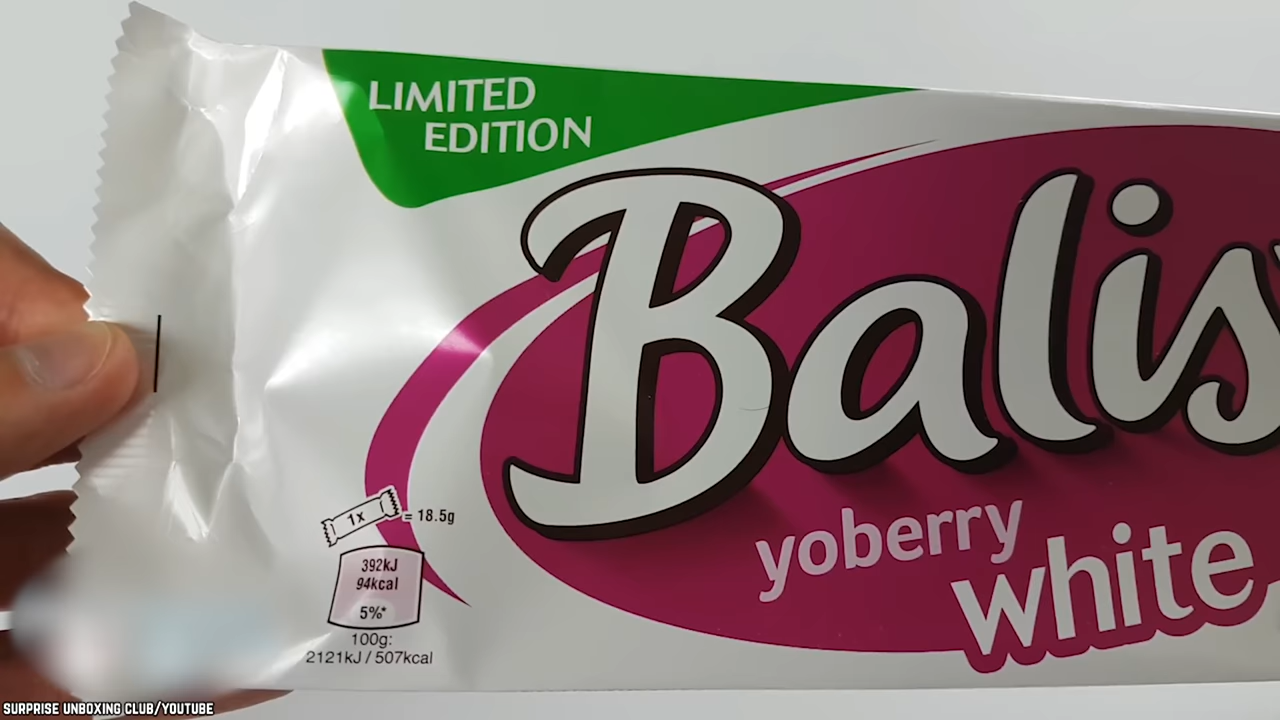 LIMITED
EDITION
Balis
yoberry
white
1x = 18.5g
392kJ
94kcal
5%*
100g:
2121kJ / 507kcal
SURPRISE UNBOXING CLUB/YOUTUBE